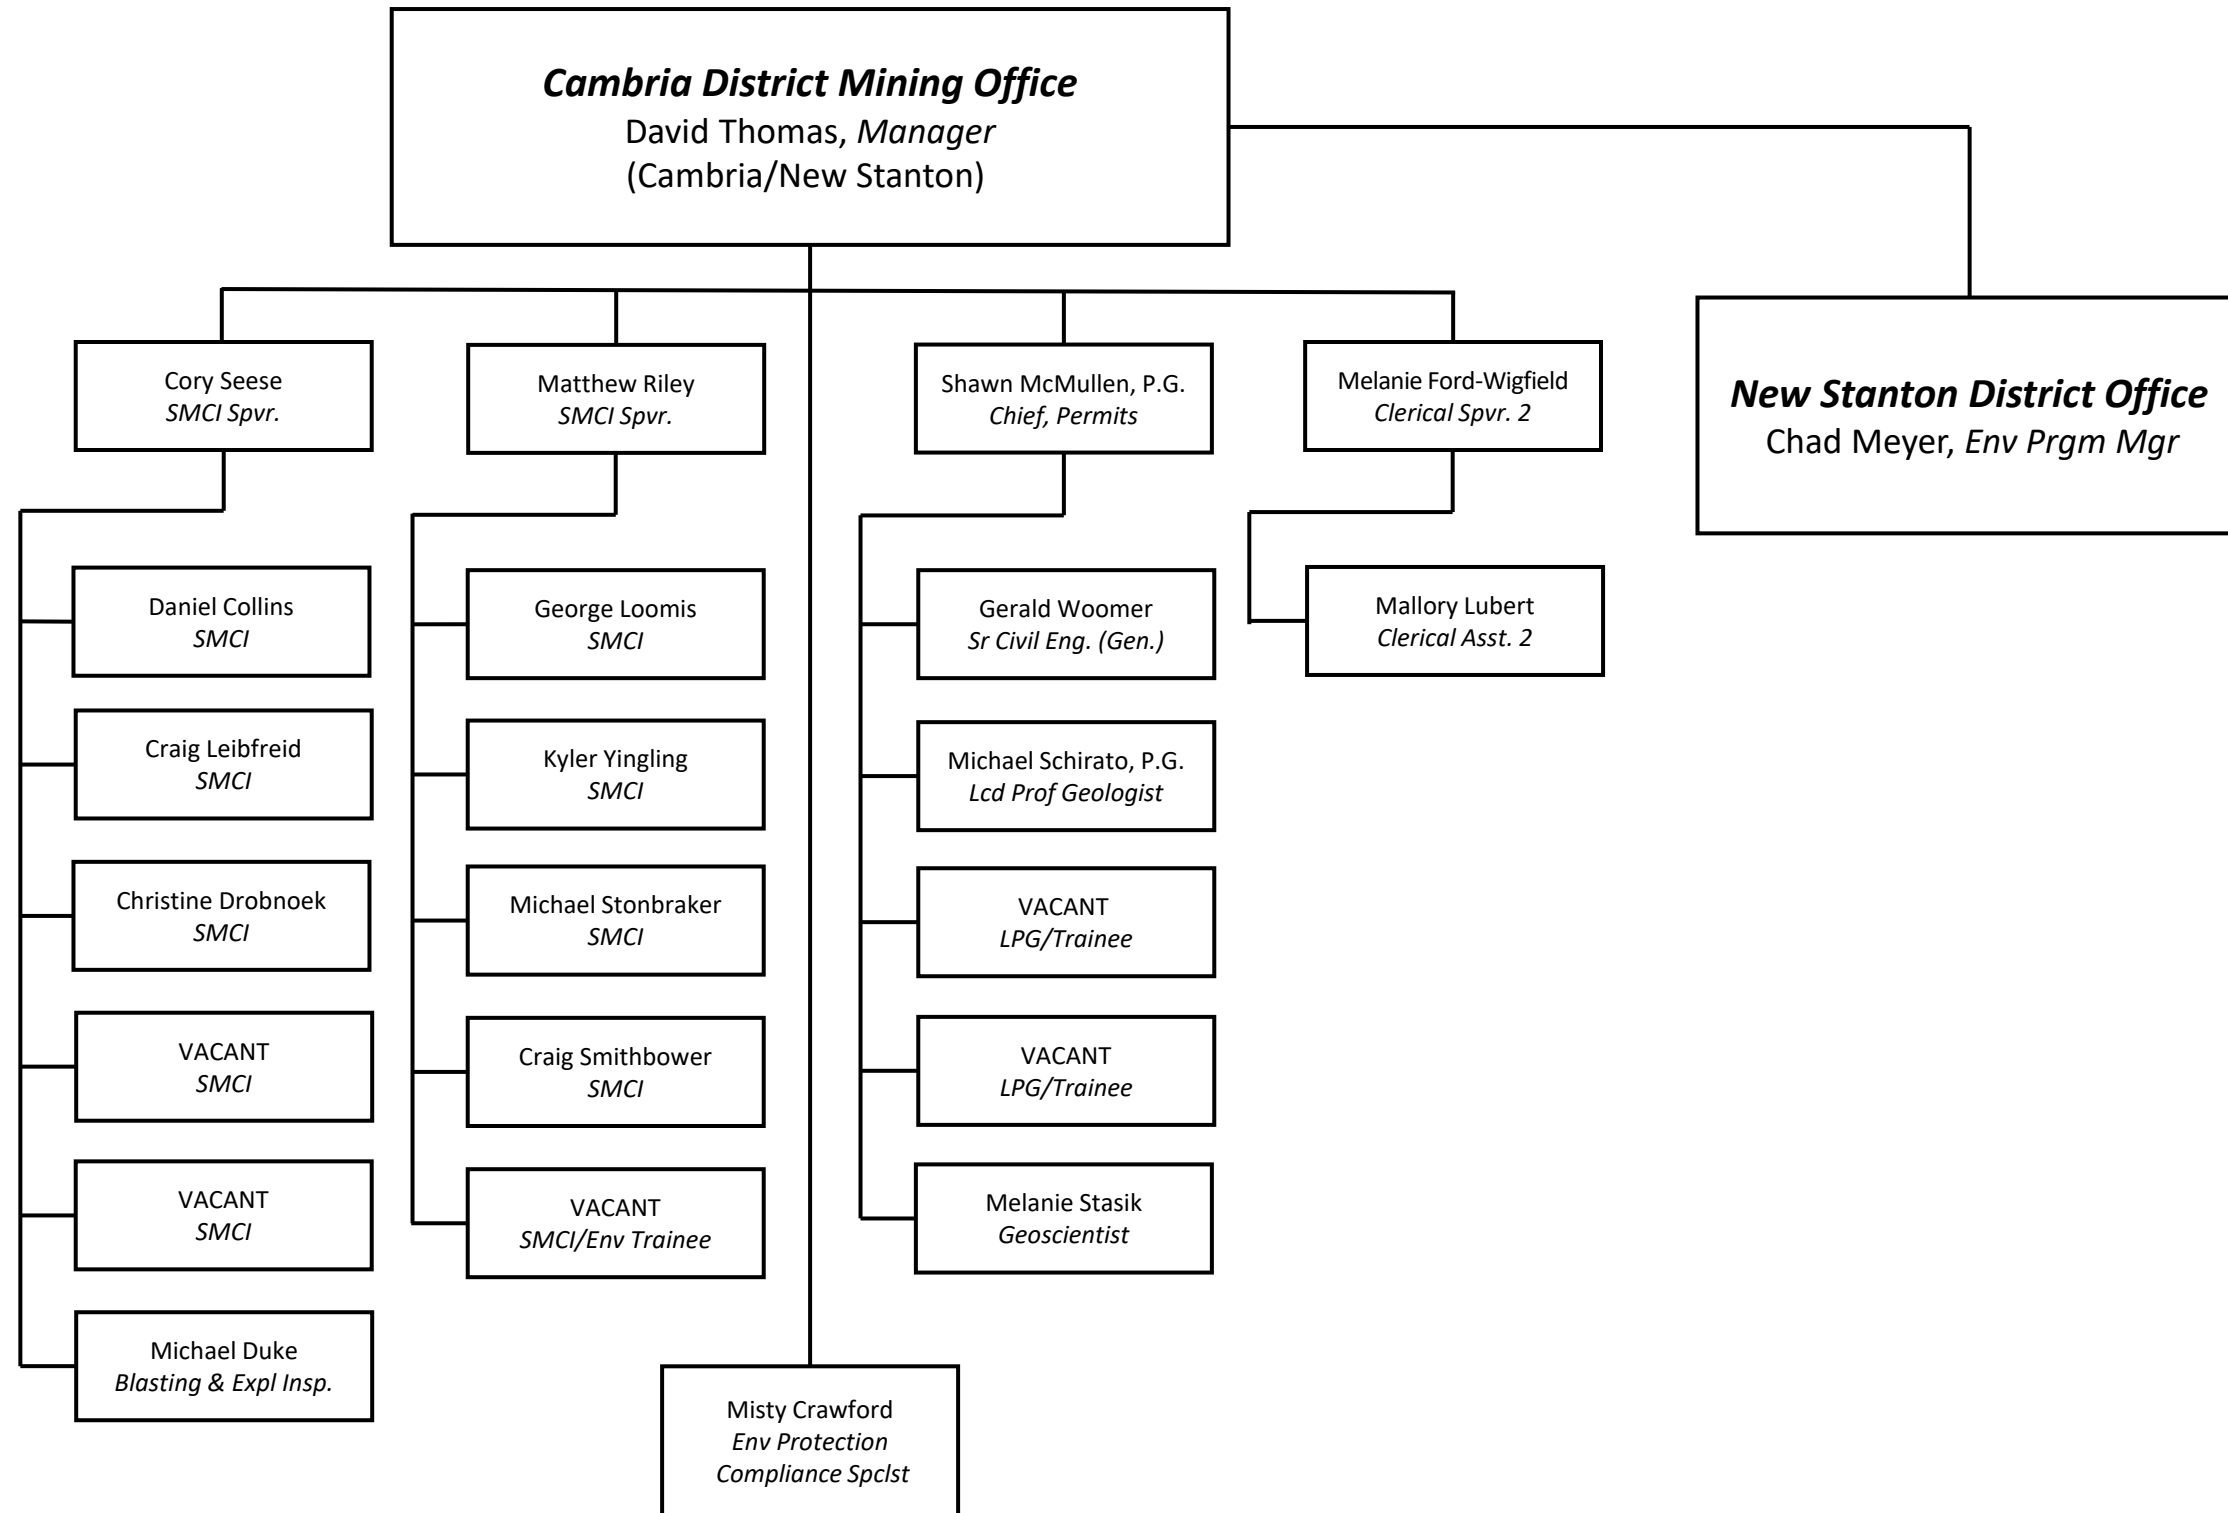 Cambria District Mining Office
David Thomas, Manager
(Cambria/New Stanton)
Cory Seese
SMCI Spvr.
Matthew Riley
SMCI Spvr.
Shawn McMullen, P.G.
Chief, Permits
Melanie Ford-Wigfield
Clerical Spvr. 2
New Stanton District Office
Chad Meyer, Env Prgm Mgr
Daniel Collins
SMCI
Craig Leibfreid
SMCI
Christine Drobnoek
SMCI
VACANT
SMCI
VACANT
SMCI
Michael Duke
Blasting & Expl Insp.
George Loomis
SMCI
Kyler Yingling
SMCI
Michael Stonbraker
SMCI
Craig Smithbower
SMCI
VACANT
SMCI/Env Trainee
Gerald Woomer
Sr Civil Eng. (Gen.)
Michael Schirato, P.G.
Lcd Prof Geologist
VACANT
LPG/Trainee
VACANT
LPG/Trainee
Melanie Stasik
Geoscientist
Mallory Lubert
Clerical Asst. 2
Misty Crawford
Env Protection
Compliance Spclst